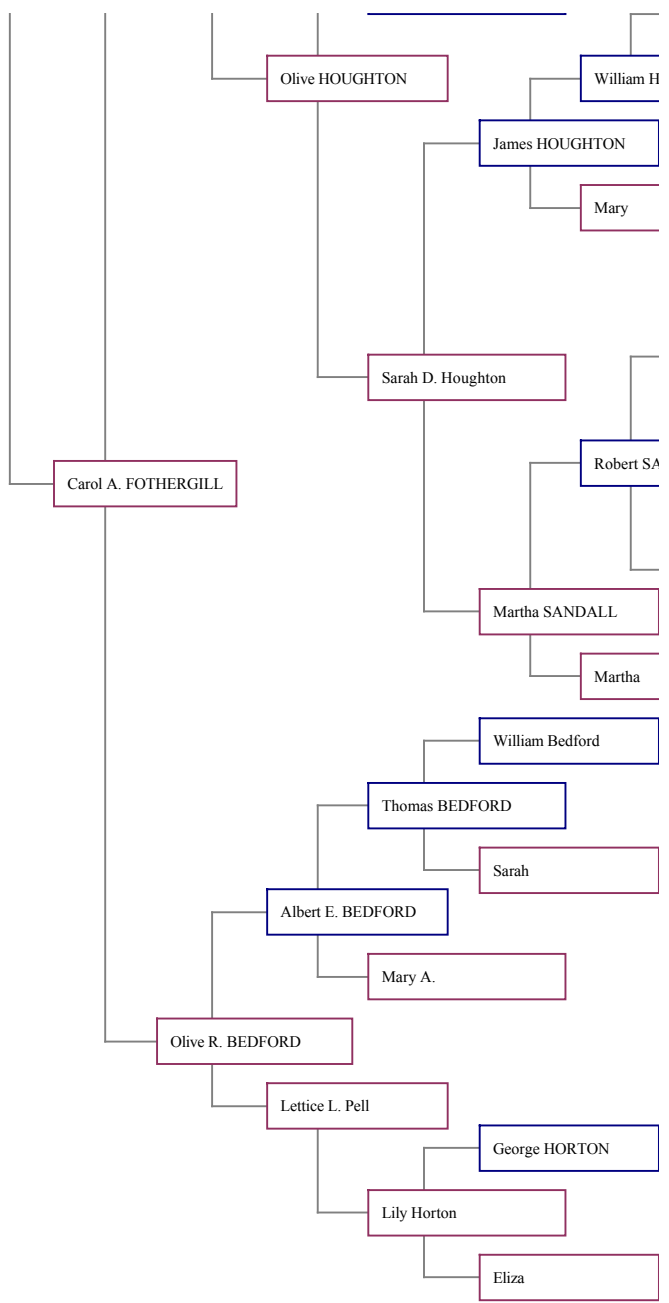 Olive HOUGHTON
William H
James HOUGHTON
Mary
Sarah D. Houghton
Robert SA
Carol A. FOTHERGILL
Martha SANDALL
Martha
William Bedford
Thomas BEDFORD
Sarah
Albert E. BEDFORD
Mary A.
Olive R. BEDFORD
Lettice L. Pell
George HORTON
Lily Horton
Eliza